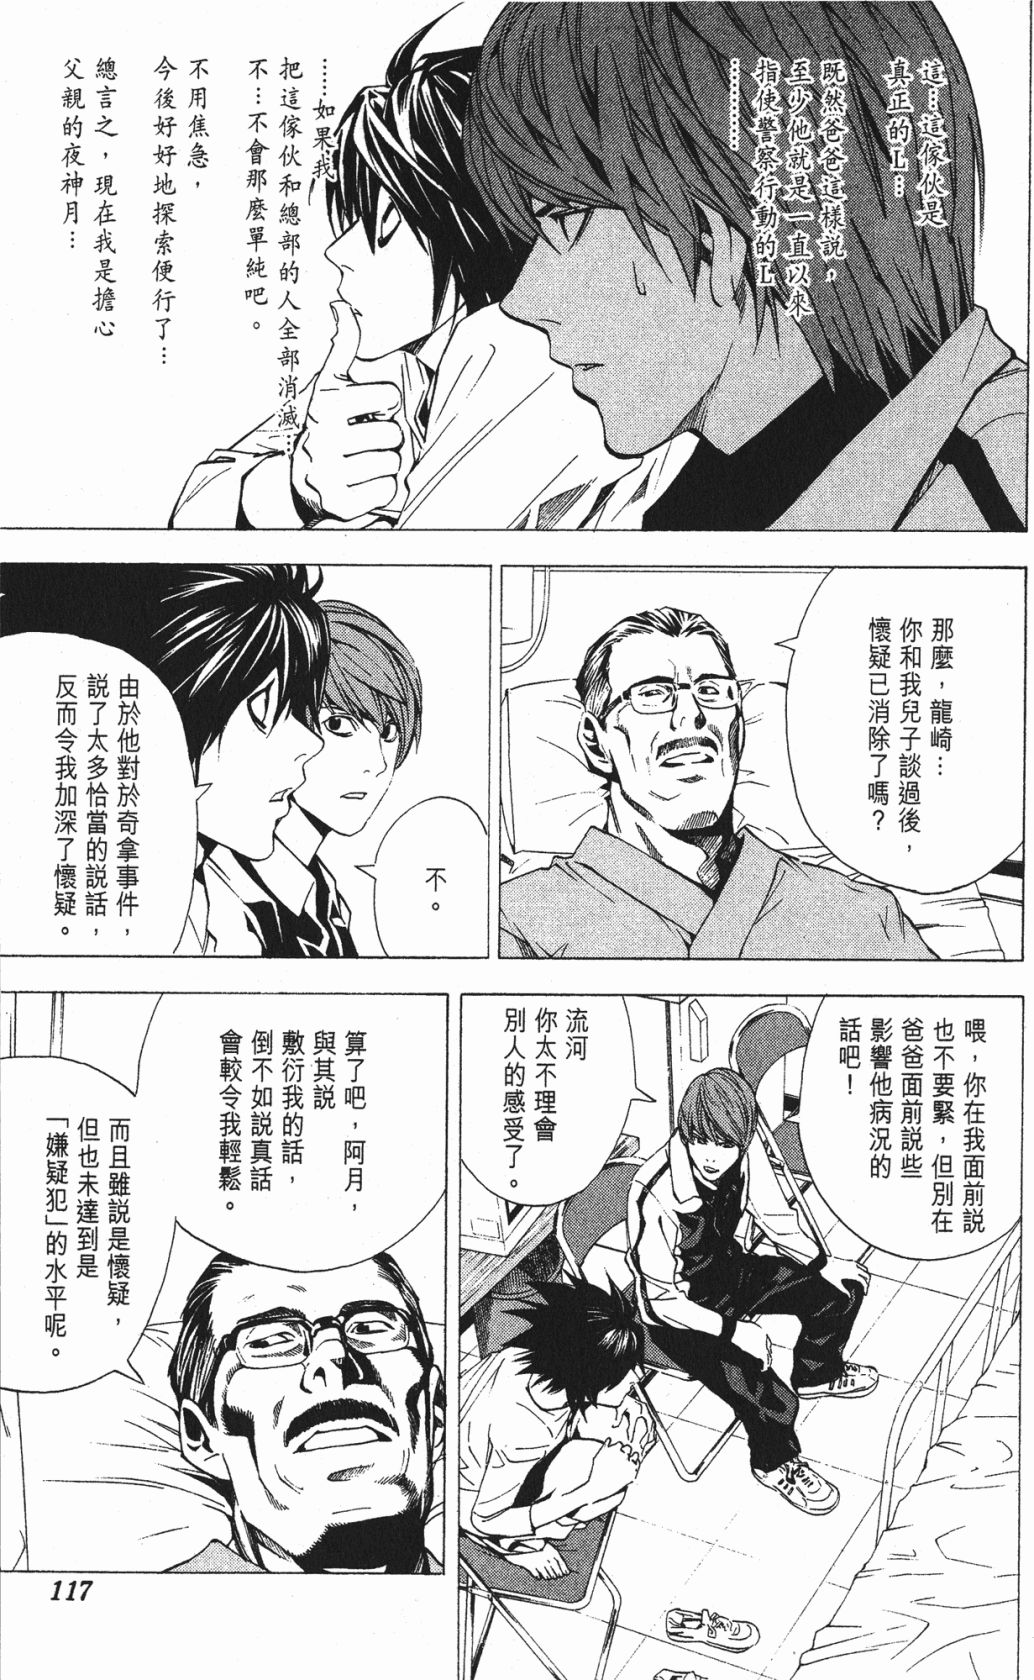 這…這傢伙是
真正的L…
既然爸爸這樣說，
至少他就是一直以來
指使警察行動的L
…………
……如果我
把這傢伙和總部的人全部消滅…
不…不會那麼單純吧。
不用焦急，
今後好好地探索便行了…
總言之，現在我是擔心
父親的夜神月…
那麼，龍崎…
你和我兒子談過後，
懷疑已消除了嗎？
不。
由於他對於奇拿事件，
說了太多恰當的說話，
反而令我加深了懷疑。
喂，你在我面前說
也不要緊，但別在
爸爸面前說些
影響他病況的
話吧！
流河
你太不理會
別人的感受了。
算了吧，阿月，
與其說
敷衍我的話，
倒不如說真話
會較令我輕鬆。
而且雖說是懷疑，
但也未達到是
「嫌疑犯」的水平呢。
117